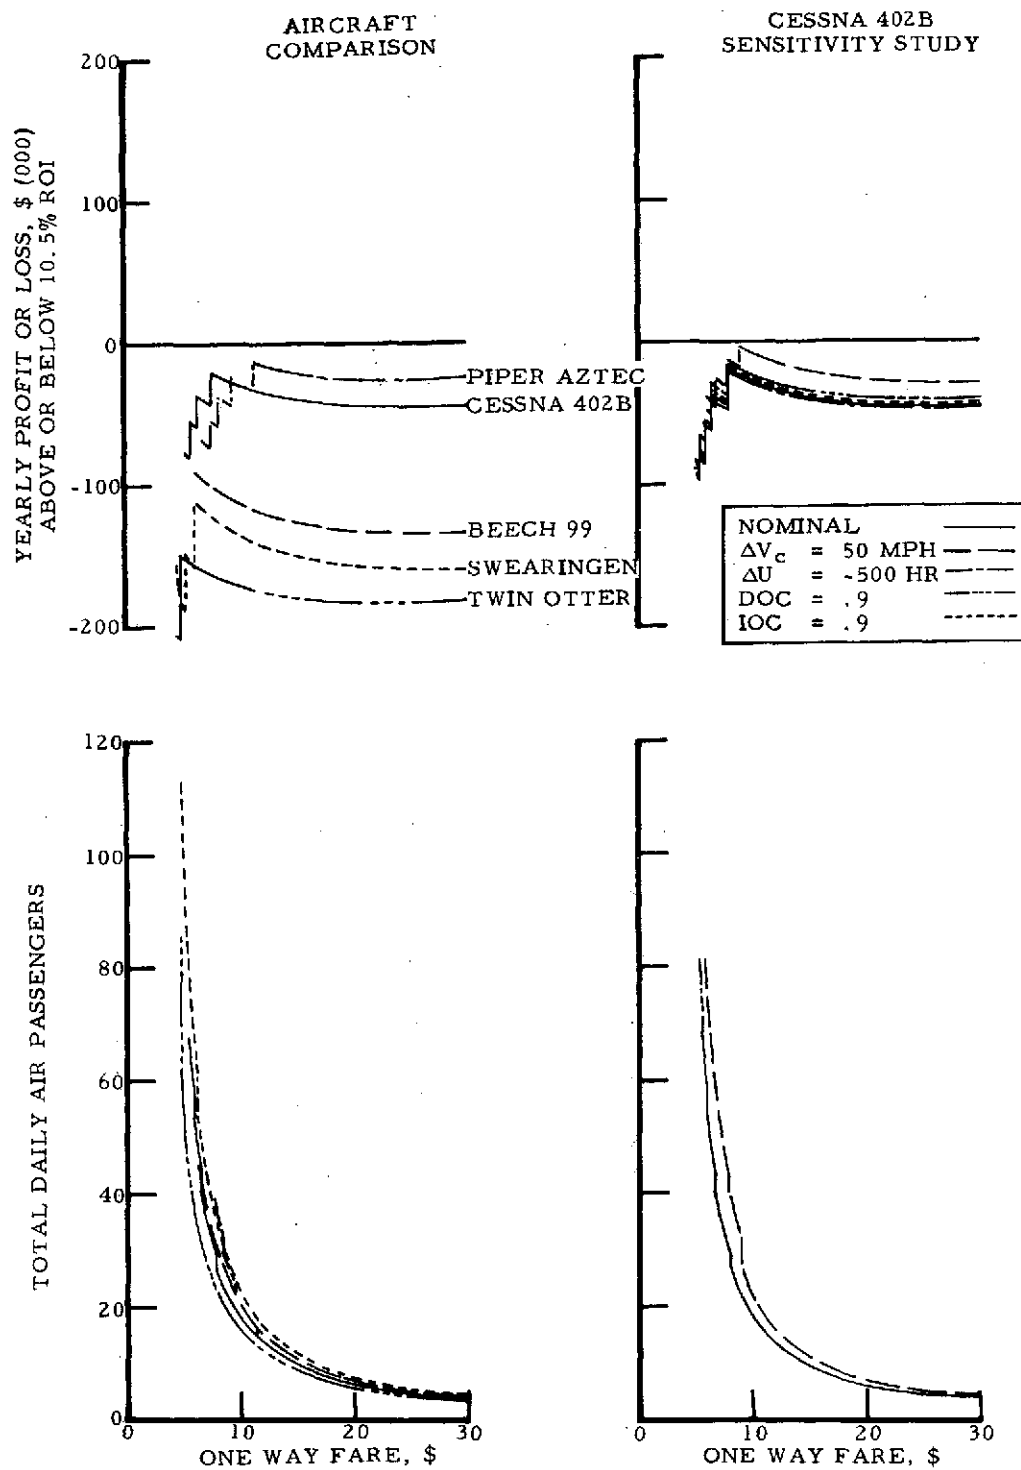 AIRCRAFT
COMPARISON
CESSNA 402B
SENSITIVITY STUDY
YEARLY PROFIT OR LOSS, $ (000)
ABOVE OR BELOW 10.5% ROI
200
100
0
-100
-200
PIPER AZTEC
CESSNA 402B
BEECH 99
SWEARINGEN
TWIN OTTER
NOMINAL
ΔVc = 50 MPH
ΔU = -500 HR
DOC = .9
IOC = .9
TOTAL DAILY AIR PASSENGERS
120
100
80
60
40
20
0
0 10 20 30
ONE WAY FARE, $
0 10 20 30
ONE WAY FARE, $